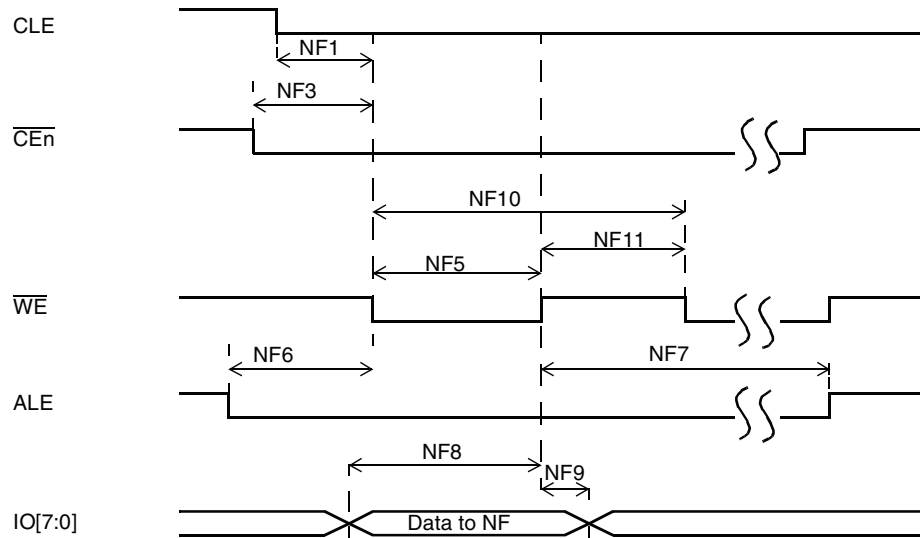 CLE
NF1
NF3
CEn
NF10
NF11
NF5
WE
NF6
NF7
ALE
NF8
NF9
IO[7:0]
Data to NF